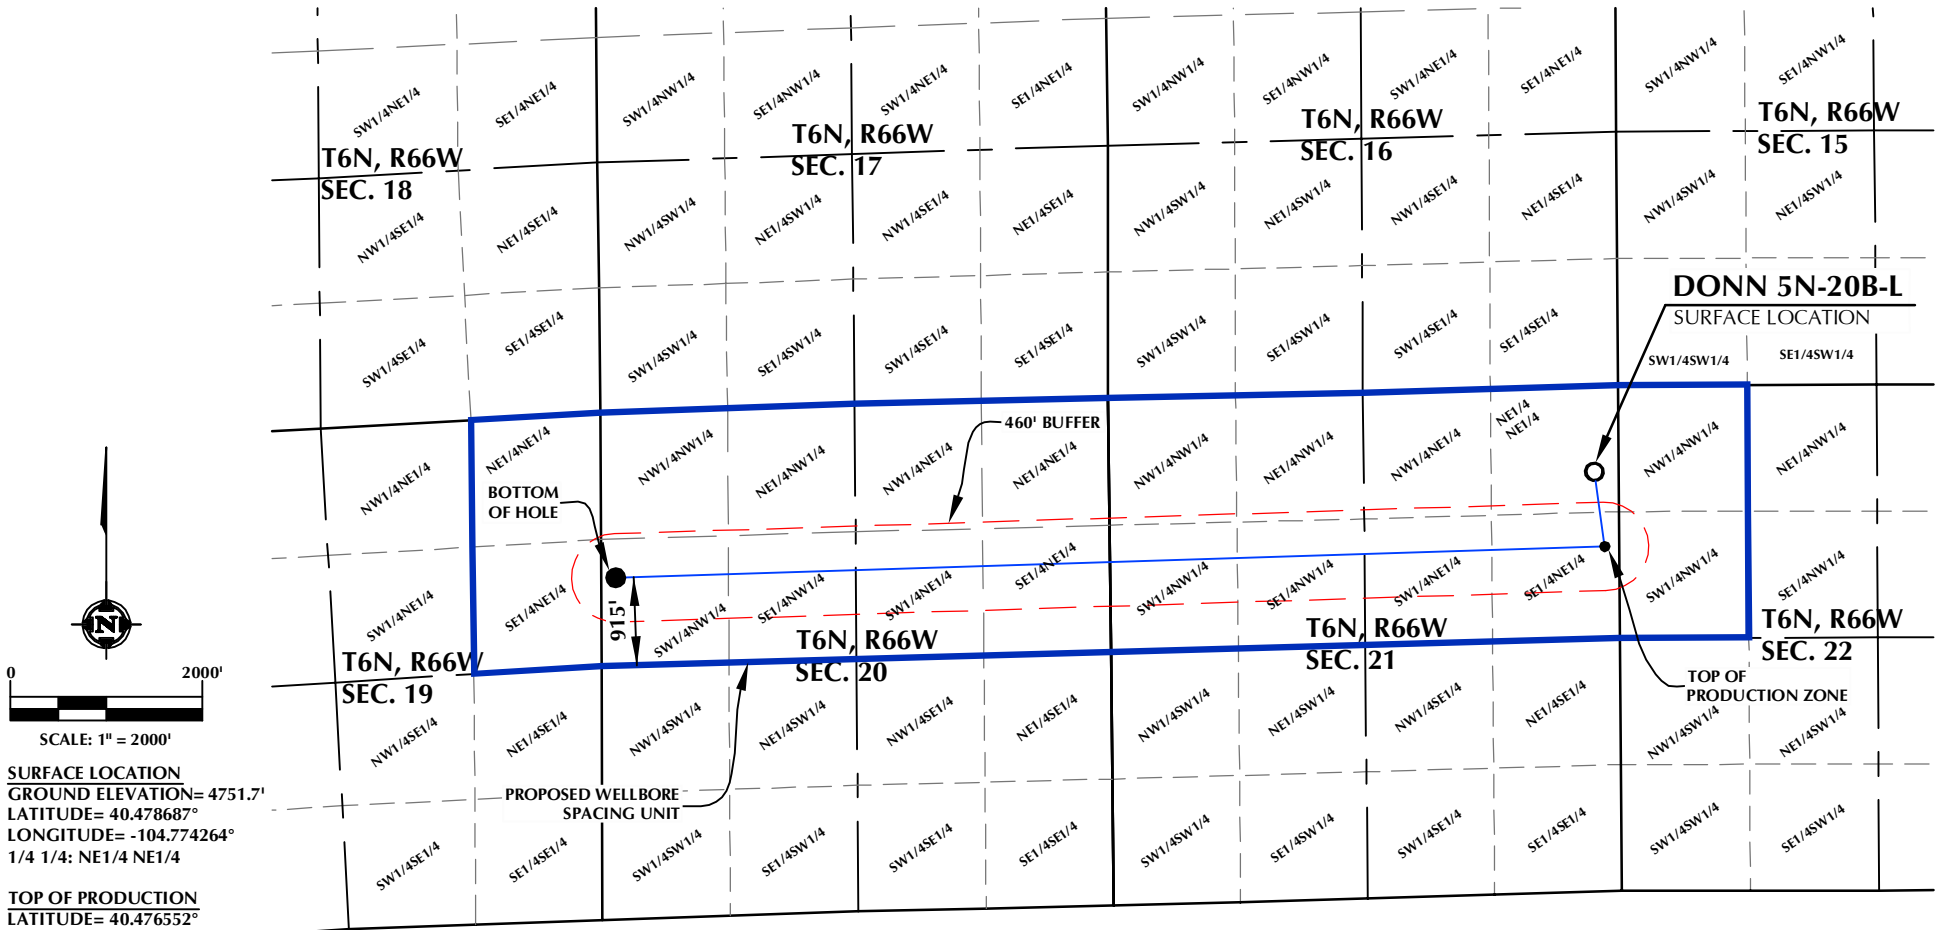 SW1/4NE1/4
SE1/4NE1/4
SW1/4NW1/4
SE1/4NW1/4
SW1/4NE1/4
SE1/4NE1/4
SW1/4NW1/4
SE1/4NW1/4
SW1/4NE1/4
SE1/4NE1/4
SW1/4NW1/4
SE1/4NW1/4
T6N, R66W
SEC. 18
T6N, R66W
SEC. 17
T6N, R66W
SEC. 16
T6N, R66W
SEC. 15
NW1/4SE1/4
NE1/4SE1/4
NW1/4SW1/4
NE1/4SW1/4
NW1/4SE1/4
NE1/4SE1/4
NW1/4SW1/4
NE1/4SW1/4
NW1/4SE1/4
NE1/4SE1/4
NW1/4SW1/4
NE1/4SW1/4
DONN 5N-20B-L
SURFACE LOCATION
SW1/4SE1/4
SE1/4SE1/4
SW1/4SW1/4
SE1/4SW1/4
SW1/4SE1/4
SE1/4SE1/4
SW1/4SW1/4
SE1/4SW1/4
SW1/4SE1/4
SE1/4SE1/4
SW1/4SW1/4
SE1/4SW1/4
460' BUFFER
NW1/4NE1/4
NE1/4NE1/4
NW1/4NW1/4
NE1/4NW1/4
NW1/4NE1/4
NE1/4NE1/4
NW1/4NW1/4
NE1/4NW1/4
NW1/4NE1/4
NE1/4
NE1/4
NW1/4NW1/4
NE1/4NW1/4
BOTTOM
OF HOLE
SW1/4NE1/4
SE1/4NE1/4
915'
SW1/4NW1/4
SE1/4NW1/4
SW1/4NE1/4
SE1/4NE1/4
SW1/4NW1/4
SE1/4NW1/4
SW1/4NE1/4
SE1/4NE1/4
SW1/4NW1/4
SE1/4NW1/4
T6N, R66W
SEC. 19
T6N, R66W
SEC. 20
T6N, R66W
SEC. 21
T6N, R66W
SEC. 22
TOP OF
PRODUCTION ZONE
NW1/4SE1/4
NE1/4SE1/4
NW1/4SW1/4
NE1/4SW1/4
NW1/4SE1/4
NE1/4SE1/4
NW1/4SW1/4
NE1/4SW1/4
NW1/4SE1/4
NE1/4SE1/4
NW1/4SW1/4
NE1/4SW1/4
PROPOSED WELLBORE
SPACING UNIT
SW1/4SE1/4
SE1/4SE1/4
SW1/4SW1/4
SE1/4SW1/4
SW1/4SE1/4
SE1/4SE1/4
SW1/4SW1/4
SE1/4SW1/4
SW1/4SE1/4
SE1/4SE1/4
SW1/4SW1/4
SE1/4SW1/4
N
0 2000'
SCALE: 1" = 2000'
SURFACE LOCATION
GROUND ELEVATION= 4751.7'
LATITUDE= 40.478687°
LONGITUDE= -104.774264°
1/4 1/4: NE1/4 NE1/4
TOP OF PRODUCTION
LATITUDE= 40.476552°